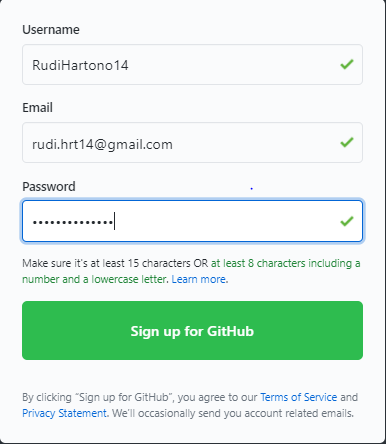 Username
RudiHartono14
Email
rudi.hrt14@gmail.com
Password
••••••••••••••
Make sure it's at least 15 characters OR at least 8 characters including a
number and a lowercase letter. Learn more.
Sign up for GitHub
By clicking "Sign up for GitHub", you agree to our Terms of Service and
Privacy Statement. We'll occasionally send you account related emails.